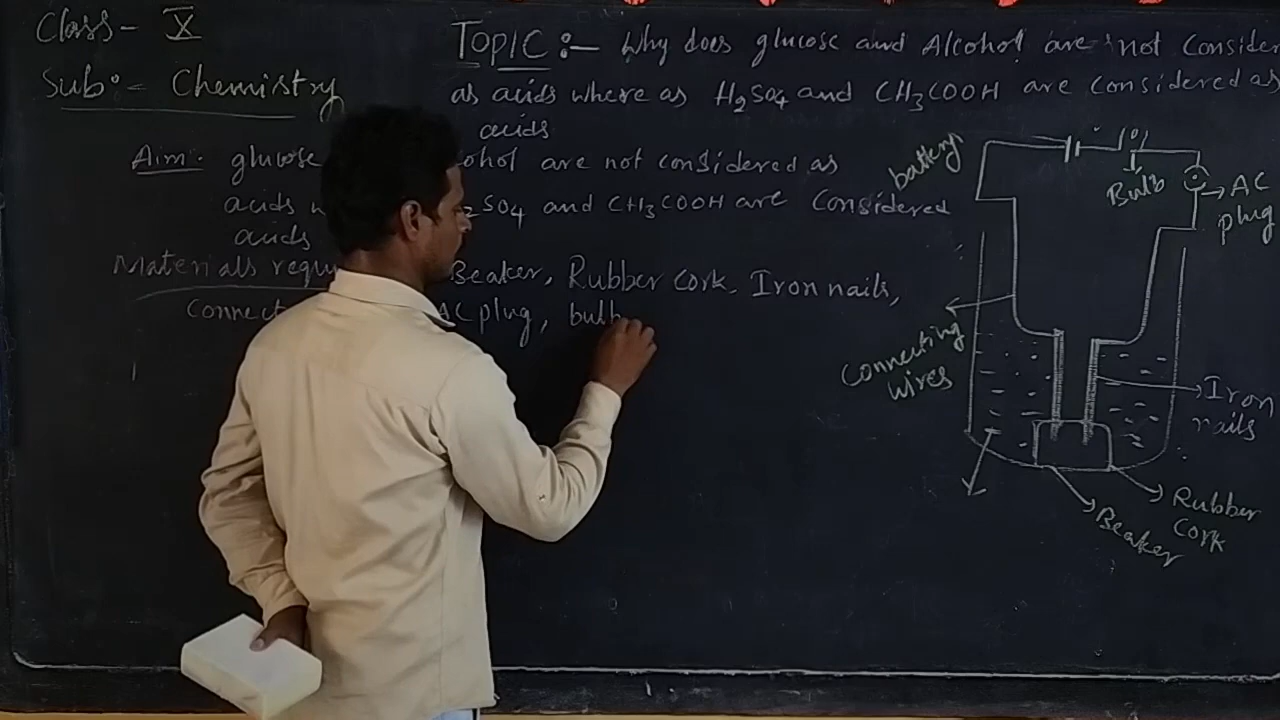 Class - X
Sub :- Chemistry
TOPIC :- Why does glucose and Alcohol are not Consider
as acids where as H₂SO₄ and CH₃COOH are considered as
acids
Aim: glucose ohol are not considered as
acids SO₄ and CH₃COOH are Considered
acids
Materials requ Beaker, Rubber cork, Iron nails,
Connect AC plug, bulb
battery
Bulb
AC
plug
Connecting
wires
Iron
nails
Rubber
Cork
Beaker